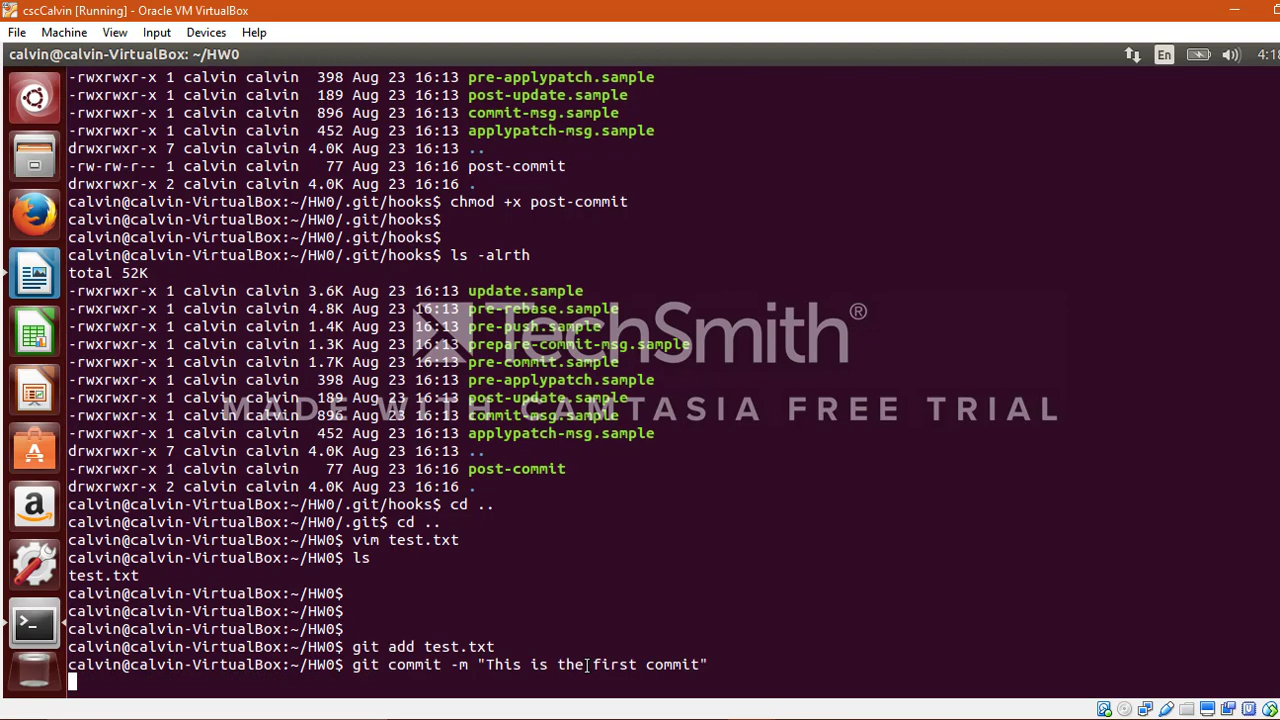 cscCalvin [Running] - Oracle VM VirtualBox
File Machine View Input Devices Help
calvin@calvin-VirtualBox: ~/HW0 En 4:18
-rwxrwxr-x 1 calvin calvin 398 Aug 23 16:13 pre-applypatch.sample
-rwxrwxr-x 1 calvin calvin 189 Aug 23 16:13 post-update.sample
-rwxrwxr-x 1 calvin calvin 896 Aug 23 16:13 commit-msg.sample
-rwxrwxr-x 1 calvin calvin 452 Aug 23 16:13 applypatch-msg.sample
drwxrwxr-x 7 calvin calvin 4.0K Aug 23 16:13 ..
-rw-rw-r-- 1 calvin calvin 77 Aug 23 16:16 post-commit
drwxrwxr-x 2 calvin calvin 4.0K Aug 23 16:16 .
calvin@calvin-VirtualBox:~/HW0/.git/hooks$ chmod +x post-commit
calvin@calvin-VirtualBox:~/HW0/.git/hooks$
calvin@calvin-VirtualBox:~/HW0/.git/hooks$
calvin@calvin-VirtualBox:~/HW0/.git/hooks$ ls -alrth
total 52K
-rwxrwxr-x 1 calvin calvin 3.6K Aug 23 16:13 update.sample
-rwxrwxr-x 1 calvin calvin 4.8K Aug 23 16:13 pre-rebase.sample
-rwxrwxr-x 1 calvin calvin 1.4K Aug 23 16:13 pre-push.sample
-rwxrwxr-x 1 calvin calvin 1.3K Aug 23 16:13 prepare-commit-msg.sample
-rwxrwxr-x 1 calvin calvin 1.7K Aug 23 16:13 pre-commit.sample
-rwxrwxr-x 1 calvin calvin 398 Aug 23 16:13 pre-applypatch.sample
-rwxrwxr-x 1 calvin calvin 189 Aug 23 16:13 post-update.sample
-rwxrwxr-x 1 calvin calvin 896 Aug 23 16:13 commit-msg.sample
-rwxrwxr-x 1 calvin calvin 452 Aug 23 16:13 applypatch-msg.sample
drwxrwxr-x 7 calvin calvin 4.0K Aug 23 16:13 ..
-rwxrwxr-x 1 calvin calvin 77 Aug 23 16:16 post-commit
drwxrwxr-x 2 calvin calvin 4.0K Aug 23 16:16 .
calvin@calvin-VirtualBox:~/HW0/.git/hooks$ cd ..
calvin@calvin-VirtualBox:~/HW0/.git$ cd ..
calvin@calvin-VirtualBox:~/HW0$ vim test.txt
calvin@calvin-VirtualBox:~/HW0$ ls
test.txt
calvin@calvin-VirtualBox:~/HW0$
calvin@calvin-VirtualBox:~/HW0$
calvin@calvin-VirtualBox:~/HW0$
calvin@calvin-VirtualBox:~/HW0$ git add test.txt
calvin@calvin-VirtualBox:~/HW0$ git commit -m "This is the first commit"
TechSmith®
MADE WITH CAMTASIA FREE TRIAL